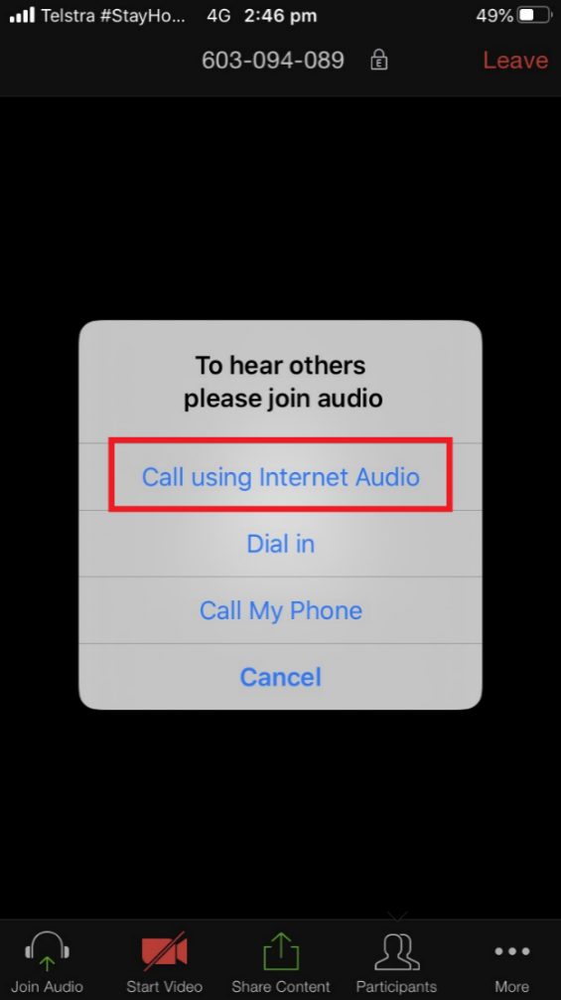 Telstra #StayHo... 4G 2:46 pm 49%
603-094-089 E Leave
To hear others
please join audio
Call using Internet Audio
Dial in
Call My Phone
Cancel
Join Audio Start Video Share Content Participants More